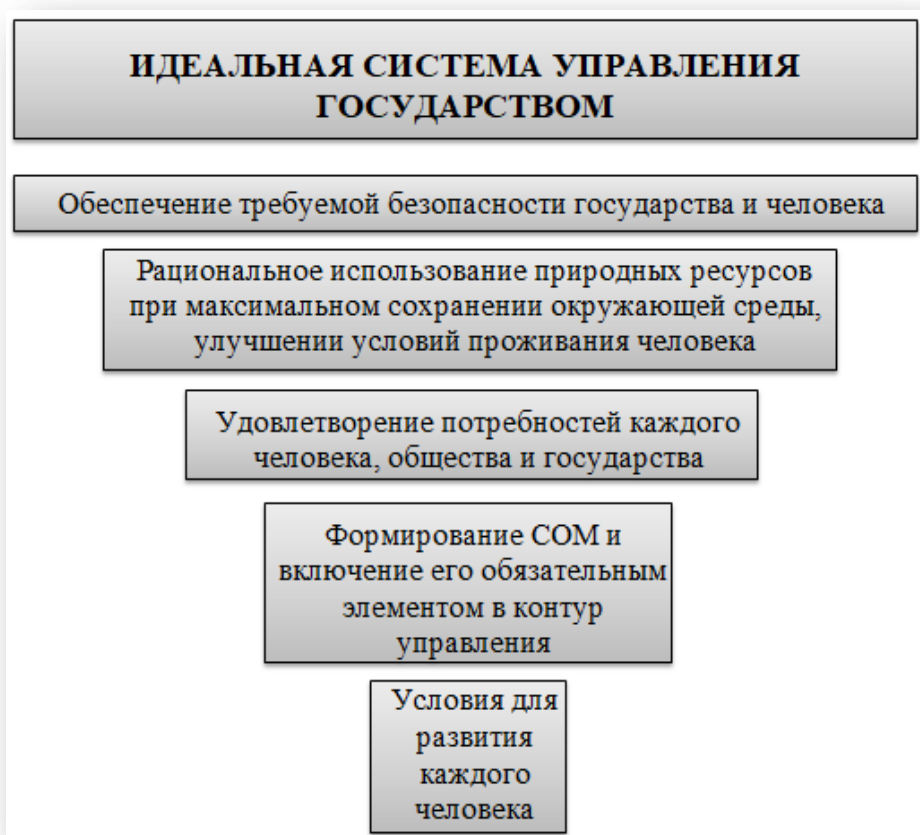 ИДЕАЛЬНАЯ СИСТЕМА УПРАВЛЕНИЯ
ГОСУДАРСТВОМ
Обеспечение требуемой безопасности государства и человека
Рациональное использование природных ресурсов
при максимальном сохранении окружающей среды,
улучшении условий проживания человека
Удовлетворение потребностей каждого
человека, общества и государства
Формирование СОМ и
включение его обязательным
элементом в контур
управления
Условия для
развития
каждого
человека